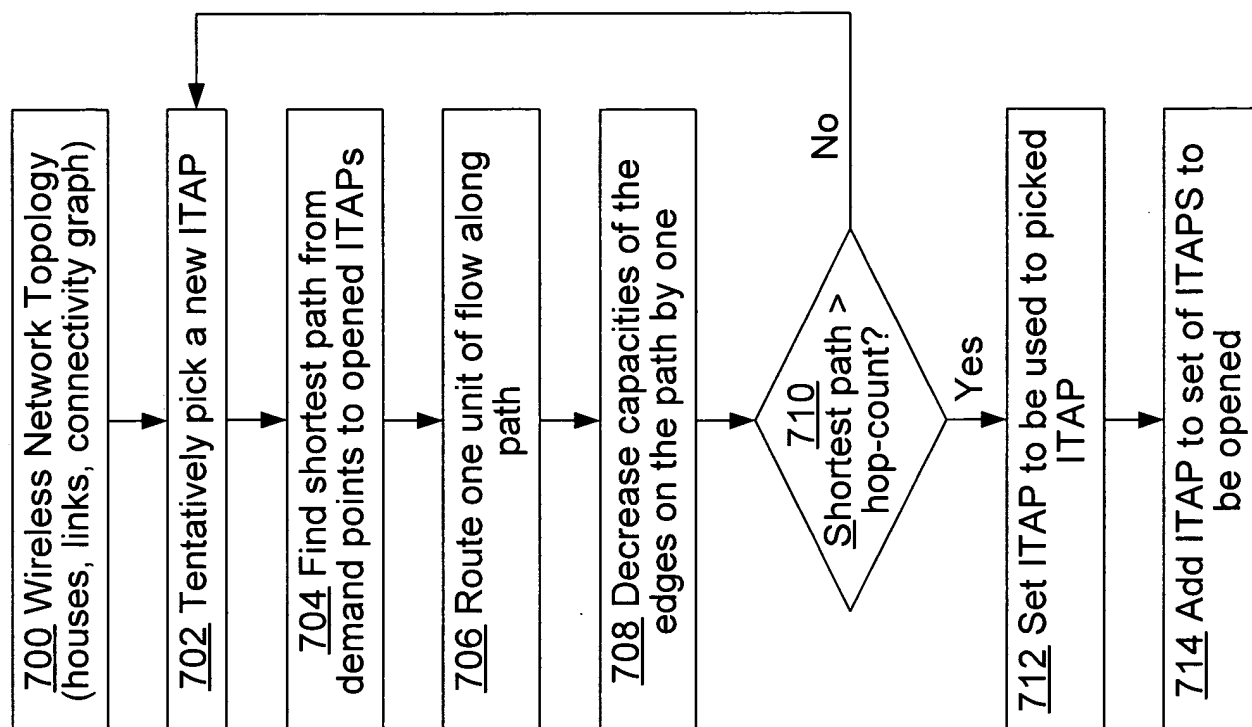 700 Wireless Network Topology
(houses, links, connectivity graph)
702 Tentatively pick a new ITAP
704 Find shortest path from
demand points to opened ITAPs
706 Route one unit of flow along
path
708 Decrease capacities of the
edges on the path by one
710
Shortest path >
hop-count?
No
Yes
712 Set ITAP to be used to picked
ITAP
714 Add ITAP to set of ITAPS to
be opened